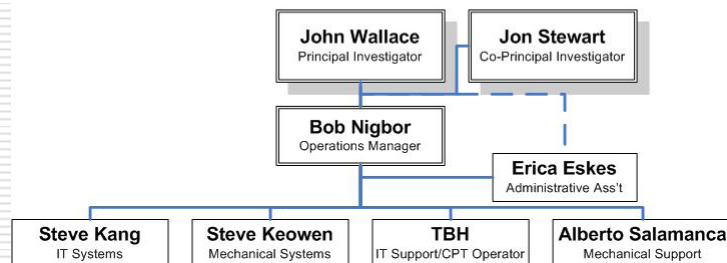 John Wallace
Principal Investigator
Jon Stewart
Co-Principal Investigator
Bob Nigbor
Operations Manager
Erica Eskes
Administrative Ass't
Steve Kang
IT Systems
Steve Keowen
Mechanical Systems
TBH
IT Support/CPT Operator
Alberto Salamanca
Mechanical Support